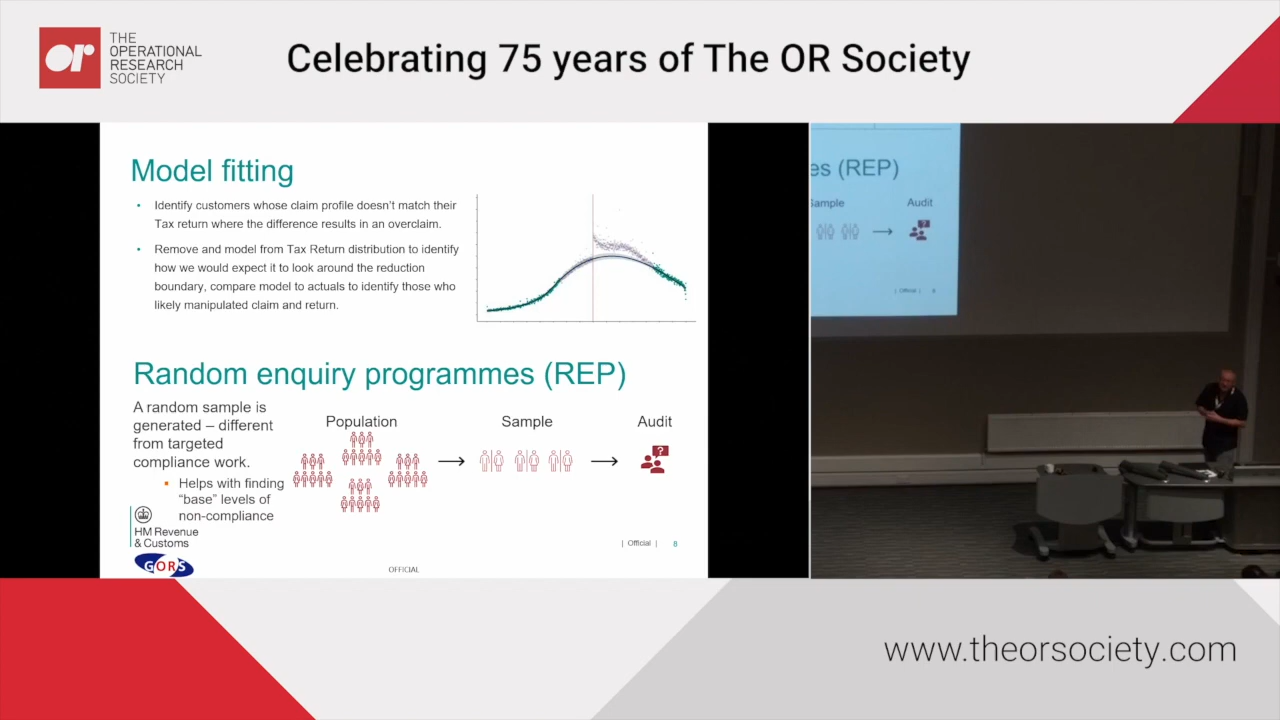 or
THE
OPERATIONAL
RESEARCH
SOCIETY
Celebrating 75 years of The OR Society
Model fitting
• Identify customers whose claim profile doesn't match their
Tax return where the difference results in an overclaim.
• Remove and model from Tax Return distribution to identify
how we would expect it to look around the reduction
boundary, compare model to actuals to identify those who
likely manipulated claim and return.
Random enquiry programmes (REP)
A random sample is
generated – different
from targeted
compliance work.
▪ Helps with finding
“base” levels of
non-compliance
Population
Sample
Audit
?
HM Revenue
& Customs
GORS
OFFICIAL
| Official | 8
es (REP)
Sample
Audit
?
| Official | 8
www.theorsociety.com